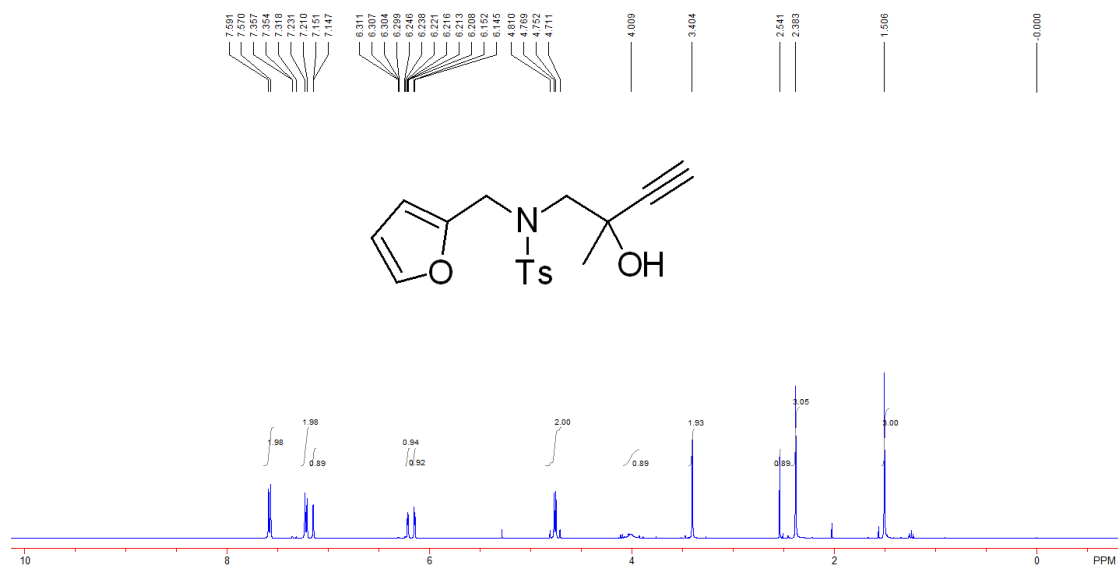 7.591 7.570 7.357 7.354 7.318 7.231 7.210 7.151 7.147 6.311 6.307 6.304 6.299 6.246 6.238 6.221 6.216 6.213 6.208 6.152 6.145 4.810 4.769 4.752 4.711 4.009 3.404 2.541 2.383 1.506 -0.000
N
O
Ts
OH
1.98 1.98 0.89 0.94 0.92 2.00 0.89 1.93 0.89 3.05 3.00
10 8 6 4 2 0 PPM